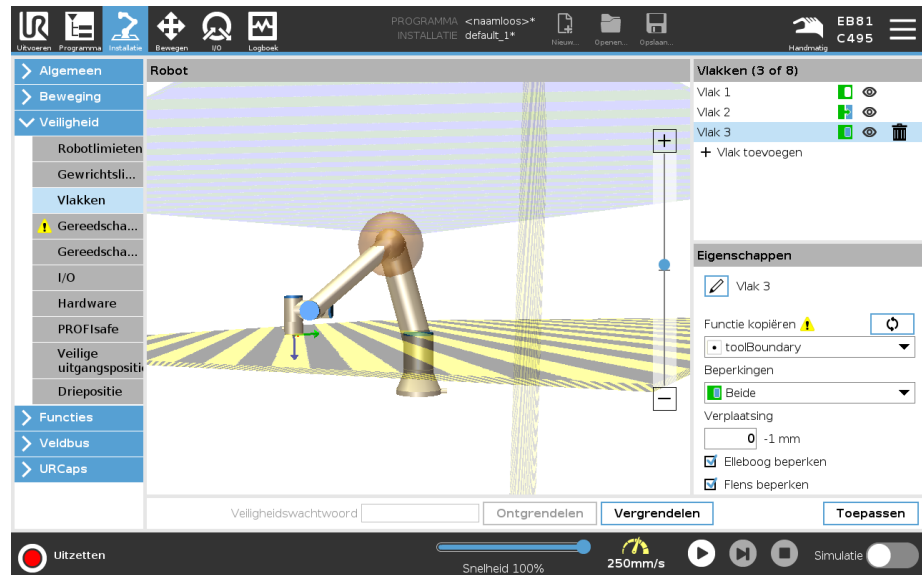 UR
PROGRAMMA <naamloos>*
INSTALLATIE default_1*
EB81
C495
Uitvoeren Programma Installatie Bewegen I/O Logboek Nieuw... Openen... Opslaan... Handmatig
Algemeen
Beweging
Veiligheid
Robotlimieten
Gewrichtsli...
Vlakken
Gereedscha...
Gereedscha...
I/O
Hardware
PROFIsafe
Veilige
uitgangspositi
Driepositie
Functies
Veldbus
URCaps
Robot
Vlakken (3 of 8)
Vlak 1
Vlak 2
Vlak 3
+ Vlak toevoegen
Eigenschappen
Vlak 3
Functie kopiëren
toolBoundary
Beperkingen
Beide
Verplaatsing
0 -1 mm
Elleboog beperken
Flens beperken
Veiligheidswachtwoord Ontgrendelen Vergrendelen Toepassen
Uitzetten
Snelheid 100%
250mm/s
Simulatie